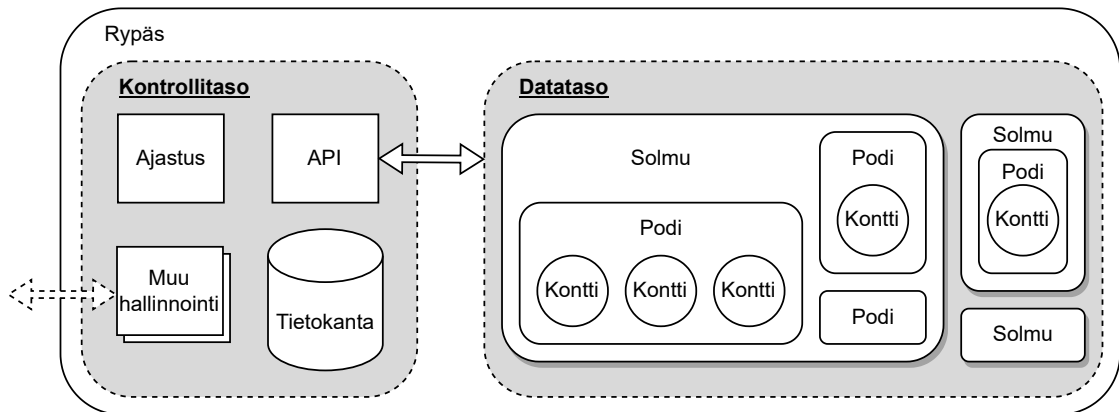 Rypäs
Kontrollitaso
Ajastus
API
Muu
hallinnointi
Tietokanta
Datataso
Solmu
Podi
Kontti
Kontti
Kontti
Podi
Kontti
Podi
Solmu
Podi
Kontti
Solmu